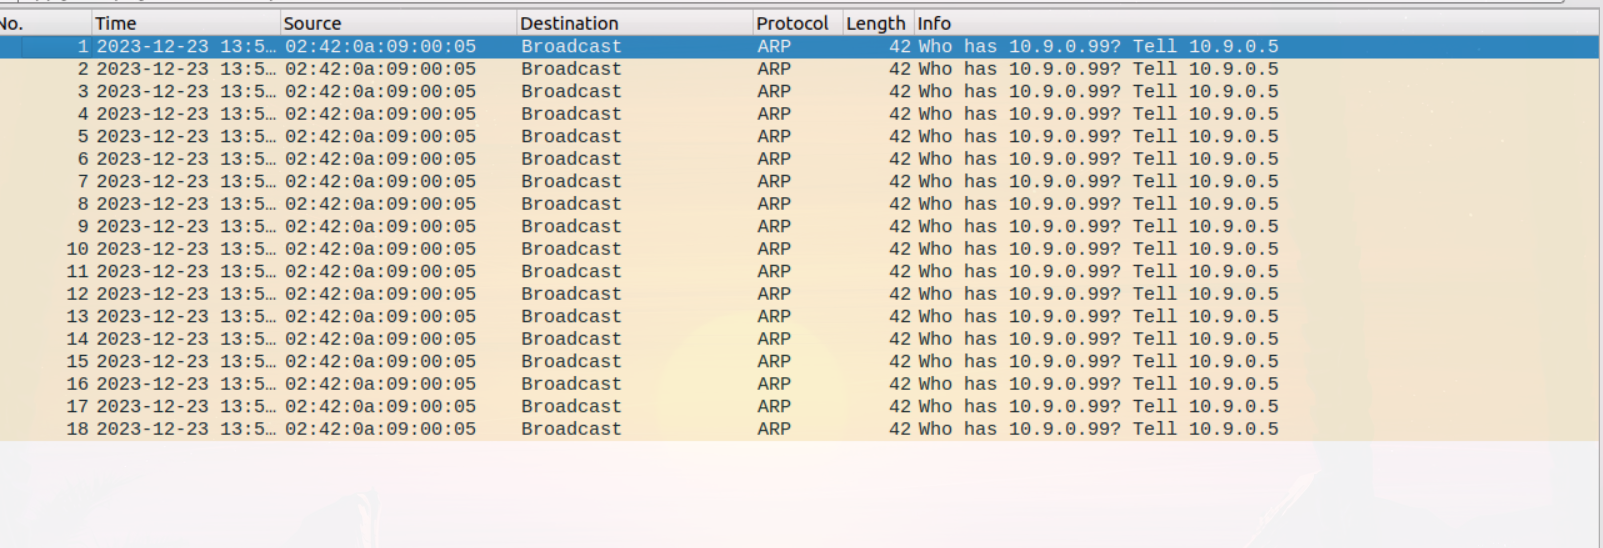 No. Time Source Destination Protocol Length Info
1 2023-12-23 13:5… 02:42:0a:09:00:05 Broadcast ARP 42 Who has 10.9.0.99? Tell 10.9.0.5
2 2023-12-23 13:5… 02:42:0a:09:00:05 Broadcast ARP 42 Who has 10.9.0.99? Tell 10.9.0.5
3 2023-12-23 13:5… 02:42:0a:09:00:05 Broadcast ARP 42 Who has 10.9.0.99? Tell 10.9.0.5
4 2023-12-23 13:5… 02:42:0a:09:00:05 Broadcast ARP 42 Who has 10.9.0.99? Tell 10.9.0.5
5 2023-12-23 13:5… 02:42:0a:09:00:05 Broadcast ARP 42 Who has 10.9.0.99? Tell 10.9.0.5
6 2023-12-23 13:5… 02:42:0a:09:00:05 Broadcast ARP 42 Who has 10.9.0.99? Tell 10.9.0.5
7 2023-12-23 13:5… 02:42:0a:09:00:05 Broadcast ARP 42 Who has 10.9.0.99? Tell 10.9.0.5
8 2023-12-23 13:5… 02:42:0a:09:00:05 Broadcast ARP 42 Who has 10.9.0.99? Tell 10.9.0.5
9 2023-12-23 13:5… 02:42:0a:09:00:05 Broadcast ARP 42 Who has 10.9.0.99? Tell 10.9.0.5
10 2023-12-23 13:5… 02:42:0a:09:00:05 Broadcast ARP 42 Who has 10.9.0.99? Tell 10.9.0.5
11 2023-12-23 13:5… 02:42:0a:09:00:05 Broadcast ARP 42 Who has 10.9.0.99? Tell 10.9.0.5
12 2023-12-23 13:5… 02:42:0a:09:00:05 Broadcast ARP 42 Who has 10.9.0.99? Tell 10.9.0.5
13 2023-12-23 13:5… 02:42:0a:09:00:05 Broadcast ARP 42 Who has 10.9.0.99? Tell 10.9.0.5
14 2023-12-23 13:5… 02:42:0a:09:00:05 Broadcast ARP 42 Who has 10.9.0.99? Tell 10.9.0.5
15 2023-12-23 13:5… 02:42:0a:09:00:05 Broadcast ARP 42 Who has 10.9.0.99? Tell 10.9.0.5
16 2023-12-23 13:5… 02:42:0a:09:00:05 Broadcast ARP 42 Who has 10.9.0.99? Tell 10.9.0.5
17 2023-12-23 13:5… 02:42:0a:09:00:05 Broadcast ARP 42 Who has 10.9.0.99? Tell 10.9.0.5
18 2023-12-23 13:5… 02:42:0a:09:00:05 Broadcast ARP 42 Who has 10.9.0.99? Tell 10.9.0.5